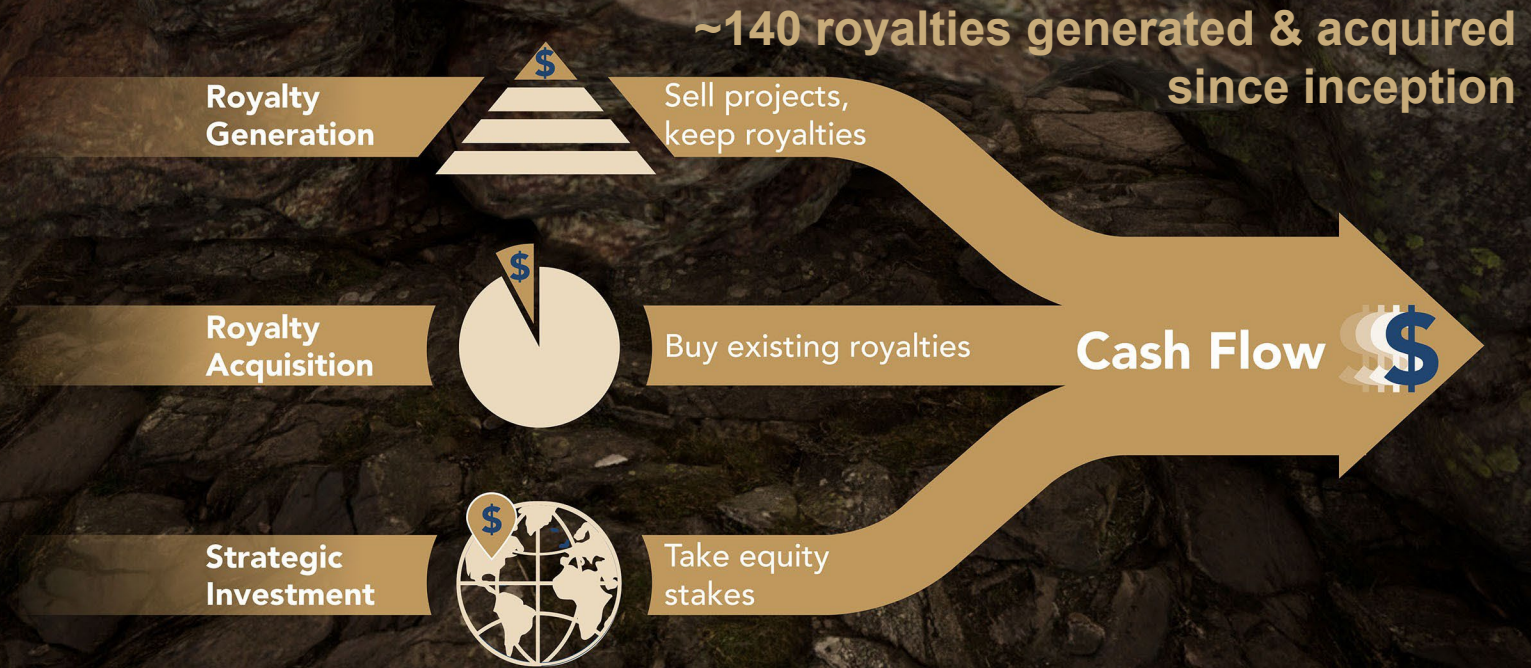 ~140 royalties generated & acquired
since inception
$
Royalty
Generation
Sell projects,
keep royalties
$
Royalty
Acquisition
Buy existing royalties
Cash Flow $
$
Strategic
Investment
Take equity
stakes